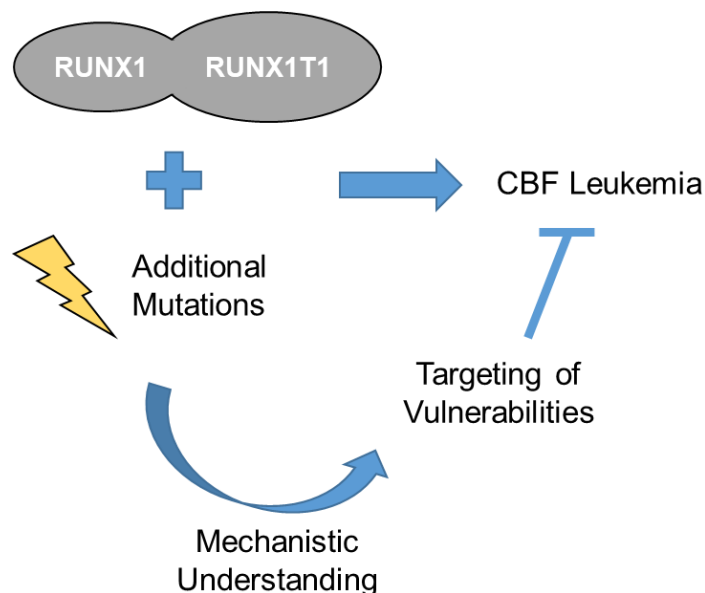 RUNX1 RUNX1T1
CBF Leukemia
Additional
Mutations
Targeting of
Vulnerabilities
Mechanistic
Understanding